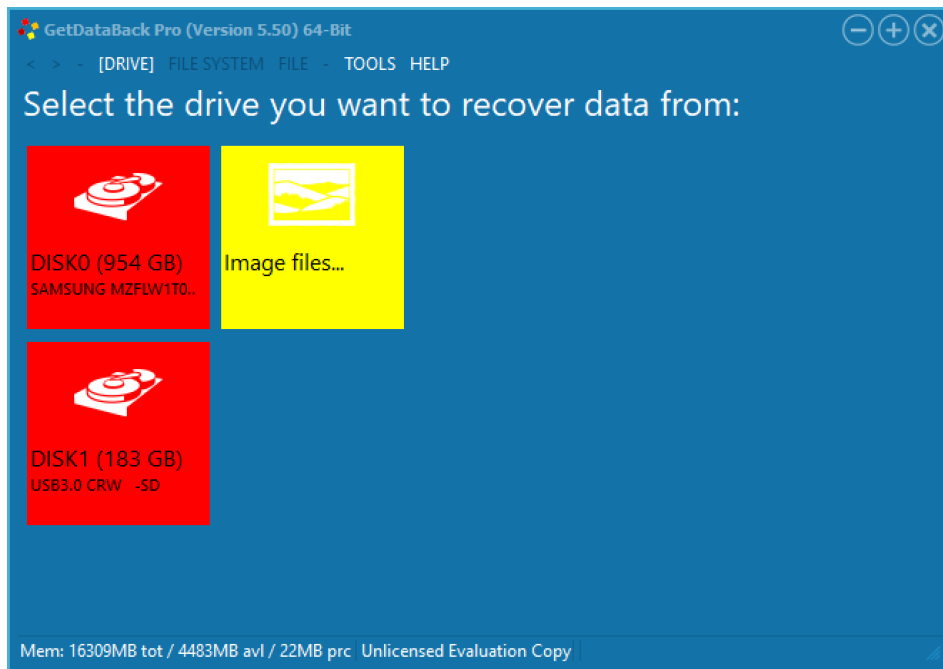 GetDataBack Pro (Version 5.50) 64-Bit
< > - [DRIVE] FILE SYSTEM FILE - TOOLS HELP
Select the drive you want to recover data from:
DISK0 (954 GB)
SAMSUNG MZFLW1T0..
Image files...
DISK1 (183 GB)
USB3.0 CRW -SD
Mem: 16309MB tot / 4483MB avl / 22MB prc Unlicensed Evaluation Copy